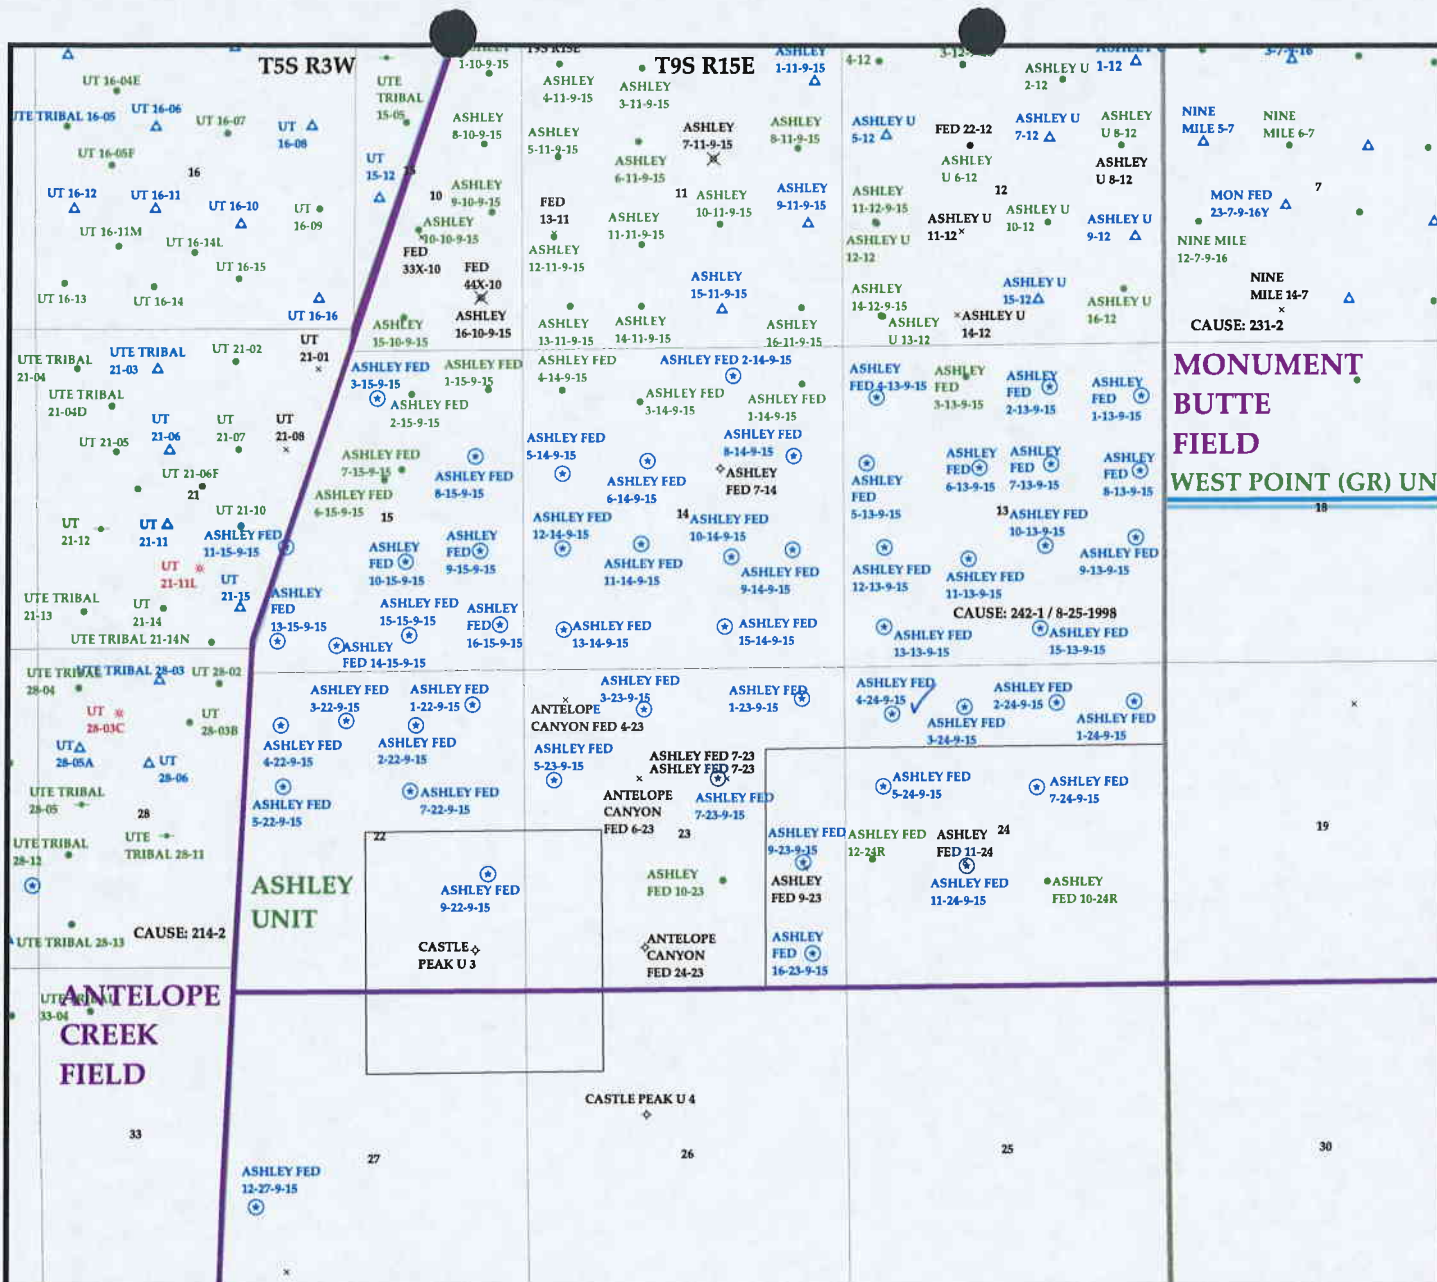 T5S R3W
T9S R15E
UT 16-04E
UTE TRIBAL 16-05
UT 16-06
UT 16-07
UT
16-08
UT 16-05F
16
UT 16-12
UT 16-11
UT 16-10
UT
16-09
UT 16-11M
UT 16-14L
UT 16-15
UT 16-13
UT 16-14
UT 16-16
UTE
TRIBAL
15-05
UT
15-12
15
1-10-9-15
ASHLEY
8-10-9-15
10
ASHLEY
9-10-9-15
ASHLEY
10-10-9-15
FED
33X-10
FED
44X-10
ASHLEY
16-10-9-15
ASHLEY
15-10-9-15
T9S R15E
ASHLEY
4-11-9-15
ASHLEY
3-11-9-15
ASHLEY
1-11-9-15
ASHLEY
5-11-9-15
ASHLEY
6-11-9-15
ASHLEY
7-11-9-15
ASHLEY
8-11-9-15
11
FED
13-11
ASHLEY
12-11-9-15
ASHLEY
11-11-9-15
ASHLEY
10-11-9-15
ASHLEY
9-11-9-15
ASHLEY
15-11-9-15
ASHLEY
13-11-9-15
ASHLEY
14-11-9-15
ASHLEY
16-11-9-15
4-12
3-12-9-15
ASHLEY U
2-12
ASHLEY U
1-12
ASHLEY U
5-12
FED 22-12
ASHLEY
U 6-12
ASHLEY U
7-12
ASHLEY
U 8-12
ASHLEY
U 8-12
12
ASHLEY
11-12-9-15
ASHLEY U
12-12
ASHLEY U
11-12
ASHLEY U
10-12
ASHLEY U
9-12
ASHLEY
14-12-9-15
ASHLEY
U 13-12
ASHLEY U
14-12
ASHLEY U
15-12
ASHLEY U
16-12
3-7-9-16
NINE
MILE 5-7
NINE
MILE 6-7
7
MON FED
23-7-9-16Y
NINE MILE
12-7-9-16
NINE
MILE 14-7
CAUSE: 231-2
UTE TRIBAL
21-04
UTE TRIBAL
21-03
UT 21-02
UT
21-01
UTE TRIBAL
21-04D
UT 21-05
UT
21-06
UT
21-07
UT
21-08
UT 21-06F
21
UT
21-12
UT
21-11
UT 21-10
UT
21-11L
UT
21-15
UTE TRIBAL
21-13
UT
21-14
UTE TRIBAL 21-14N
ASHLEY FED
3-15-9-15
ASHLEY FED
1-15-9-15
ASHLEY FED
2-15-9-15
ASHLEY FED
7-15-9-15
ASHLEY FED
6-15-9-15
ASHLEY FED
8-15-9-15
15
ASHLEY FED
11-15-9-15
ASHLEY
FED
10-15-9-15
ASHLEY
FED
9-15-9-15
ASHLEY
FED
13-15-9-15
ASHLEY
FED 14-15-9-15
ASHLEY FED
15-15-9-15
ASHLEY
FED
16-15-9-15
ASHLEY FED
4-14-9-15
ASHLEY FED 2-14-9-15
ASHLEY FED
3-14-9-15
ASHLEY FED
1-14-9-15
ASHLEY FED
5-14-9-15
ASHLEY FED
6-14-9-15
ASHLEY FED
8-14-9-15
ASHLEY
FED 7-14
14
ASHLEY FED
12-14-9-15
ASHLEY FED
11-14-9-15
ASHLEY FED
10-14-9-15
ASHLEY FED
9-14-9-15
ASHLEY FED
13-14-9-15
ASHLEY FED
15-14-9-15
ASHLEY
FED 4-13-9-15
ASHLEY
FED
3-13-9-15
ASHLEY
FED
2-13-9-15
ASHLEY
FED
1-13-9-15
ASHLEY
FED
5-13-9-15
ASHLEY
FED
6-13-9-15
ASHLEY
FED
7-13-9-15
ASHLEY
FED
8-13-9-15
13
ASHLEY FED
10-13-9-15
ASHLEY FED
12-13-9-15
ASHLEY FED
11-13-9-15
ASHLEY FED
9-13-9-15
CAUSE: 242-1 / 8-25-1998
ASHLEY FED
13-13-9-15
ASHLEY FED
15-13-9-15
MONUMENT
BUTTE
FIELD
WEST POINT (GR) UN
18
UTE TRIBAL
28-04
UTE TRIBAL 28-03
UT 28-02
UT
28-03C
UT
28-03B
UT
28-05A
UT
28-06
UTE TRIBAL
28-05
28
UTE TRIBAL
28-12
UTE
TRIBAL 28-11
UTE TRIBAL 28-13
CAUSE: 214-2
ASHLEY FED
3-22-9-15
ASHLEY FED
1-22-9-15
ASHLEY FED
4-22-9-15
ASHLEY FED
2-22-9-15
ASHLEY FED
5-22-9-15
ASHLEY FED
7-22-9-15
22
ASHLEY
UNIT
ASHLEY FED
9-22-9-15
CASTLE
PEAK U 3
ANTELOPE
CANYON FED 4-23
ASHLEY FED
3-23-9-15
ASHLEY FED
1-23-9-15
ASHLEY FED
5-23-9-15
ASHLEY FED 7-23
ASHLEY FED 7-23
ANTELOPE
CANYON
FED 6-23
ASHLEY FED
7-23-9-15
23
ASHLEY FED
9-23-9-15
ASHLEY
FED 10-23
ASHLEY
FED 9-23
ANTELOPE
CANYON
FED 24-23
ASHLEY
FED
16-23-9-15
ASHLEY FED
4-24-9-15
ASHLEY FED
3-24-9-15
ASHLEY FED
2-24-9-15
ASHLEY FED
1-24-9-15
ASHLEY FED
5-24-9-15
ASHLEY FED
7-24-9-15
ASHLEY FED
12-24R
ASHLEY
FED 11-24
24
ASHLEY FED
11-24-9-15
ASHLEY
FED 10-24R
19
UTE TRIBAL
33-04
ANTELOPE
CREEK
FIELD
33
CASTLE PEAK U 4
27
26
25
30
ASHLEY FED
12-27-9-15